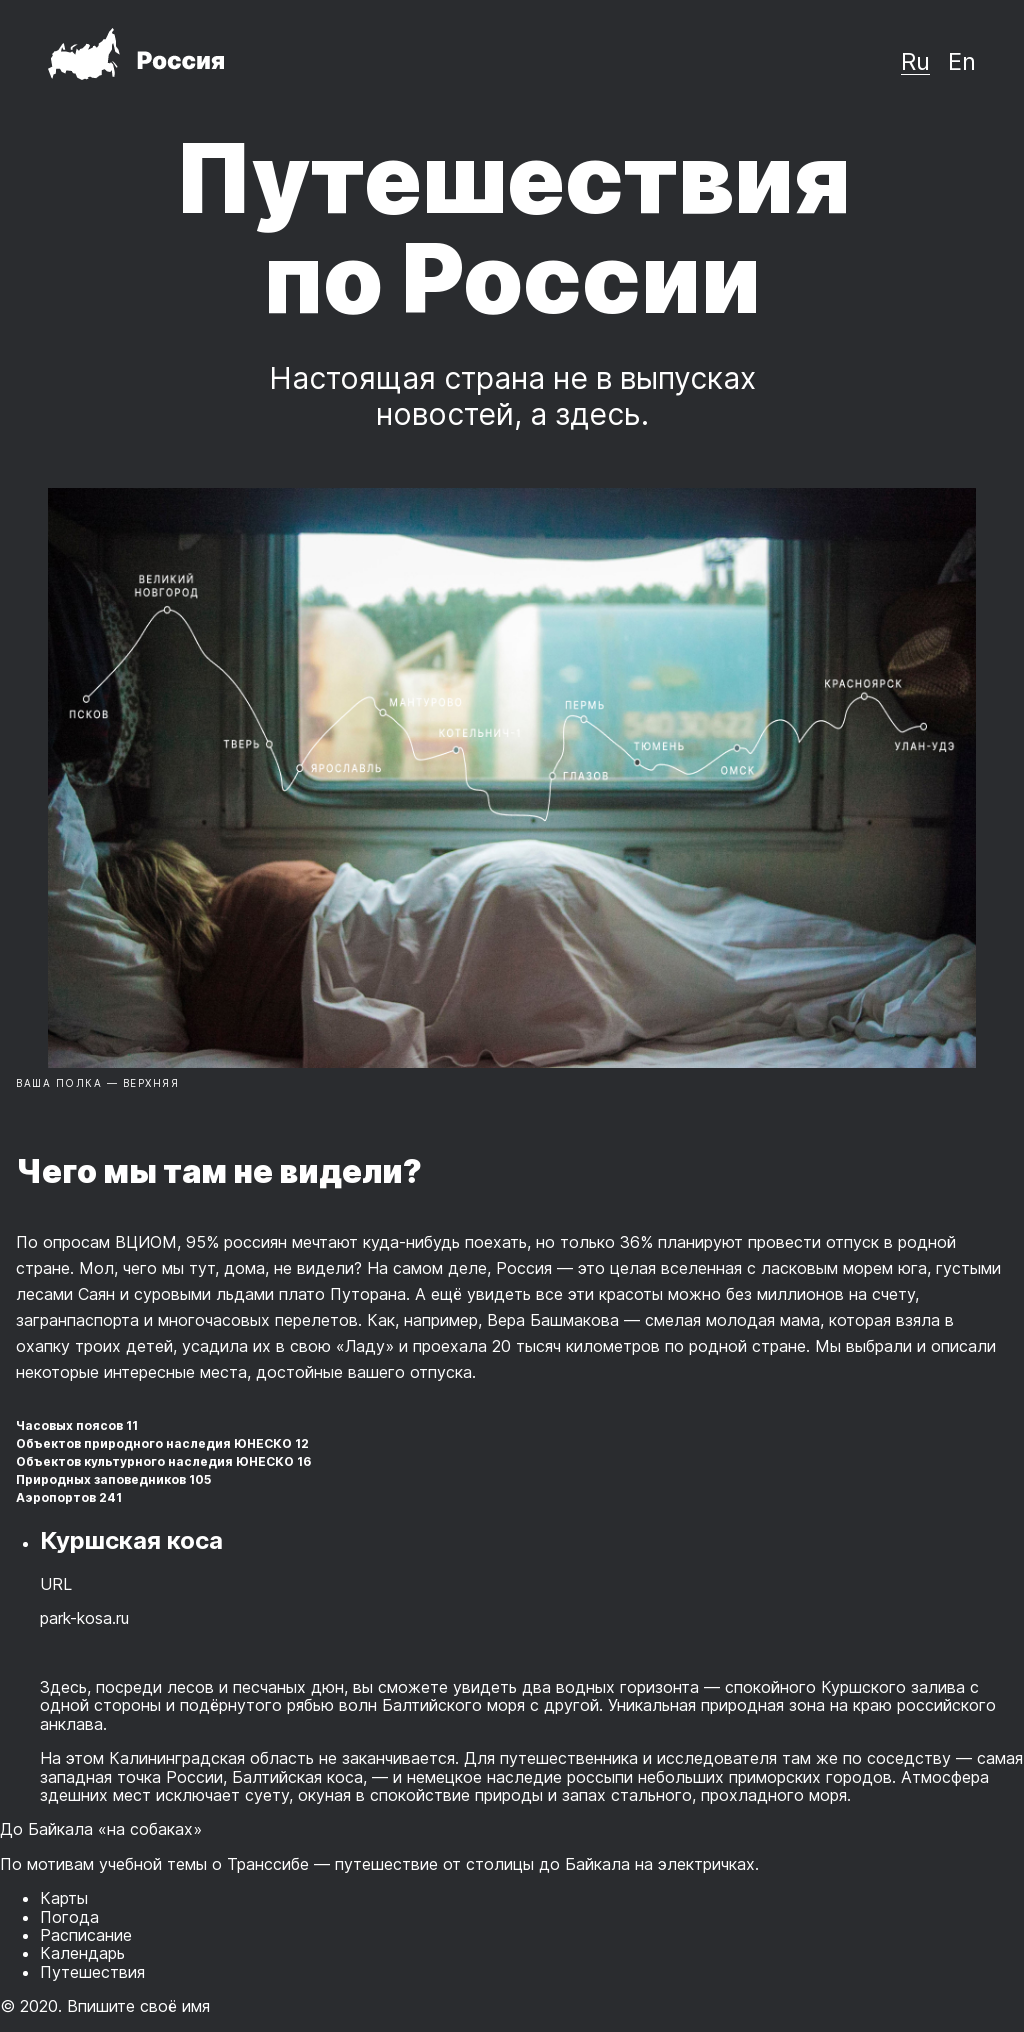 Россия
Ru En
Путешествия
по России
Настоящая страна не в выпусках
новостей, а здесь.
ВЕЛИКИЙ
НОВГОРОД
ПСКОВ
ТВЕРЬ
ЯРОСЛАВЛЬ
МАНТУРОВО
КОТЕЛЬНИЧ-1
ГЛАЗОВ
ПЕРМЬ
ТЮМЕНЬ
ОМСК
КРАСНОЯРСК
УЛАН-УДЭ
54030622
ВАША ПОЛКА — ВЕРХНЯЯ
Чего мы там не видели?
По опросам ВЦИОМ, 95% россиян мечтают куда-нибудь поехать, но только 36% планируют провести отпуск в родной
стране. Мол, чего мы тут, дома, не видели? На самом деле, Россия — это целая вселенная с ласковым морем юга, густыми
лесами Саян и суровыми льдами плато Путорана. А ещё увидеть все эти красоты можно без миллионов на счету,
загранпаспорта и многочасовых перелетов. Как, например, Вера Башмакова — смелая молодая мама, которая взяла в
охапку троих детей, усадила их в свою «Ладу» и проехала 20 тысяч километров по родной стране. Мы выбрали и описали
некоторые интересные места, достойные вашего отпуска.
Часовых поясов 11
Объектов природного наследия ЮНЕСКО 12
Объектов культурного наследия ЮНЕСКО 16
Природных заповедников 105
Аэропортов 241
• Куршская коса
URL
park-kosa.ru
Здесь, посреди лесов и песчаных дюн, вы сможете увидеть два водных горизонта — спокойного Куршского залива с
одной стороны и подёрнутого рябью волн Балтийского моря с другой. Уникальная природная зона на краю российского
анклава.
На этом Калининградская область не заканчивается. Для путешественника и исследователя там же по соседству — самая
западная точка России, Балтийская коса, — и немецкое наследие россыпи небольших приморских городов. Атмосфера
здешних мест исключает суету, окуная в спокойствие природы и запах стального, прохладного моря.
До Байкала «на собаках»
По мотивам учебной темы о Транссибе — путешествие от столицы до Байкала на электричках.
• Карты
• Погода
• Расписание
• Календарь
• Путешествия
© 2020. Впишите своё имя